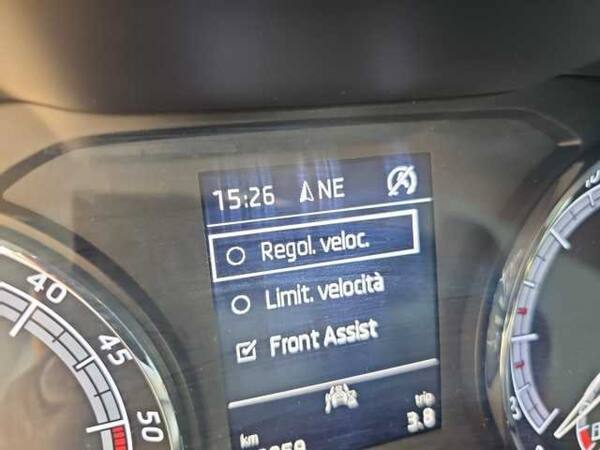 15:26 NE
Regol. veloc.
Limit. velocità
Front Assist
km
trip
3.8
40
45
50